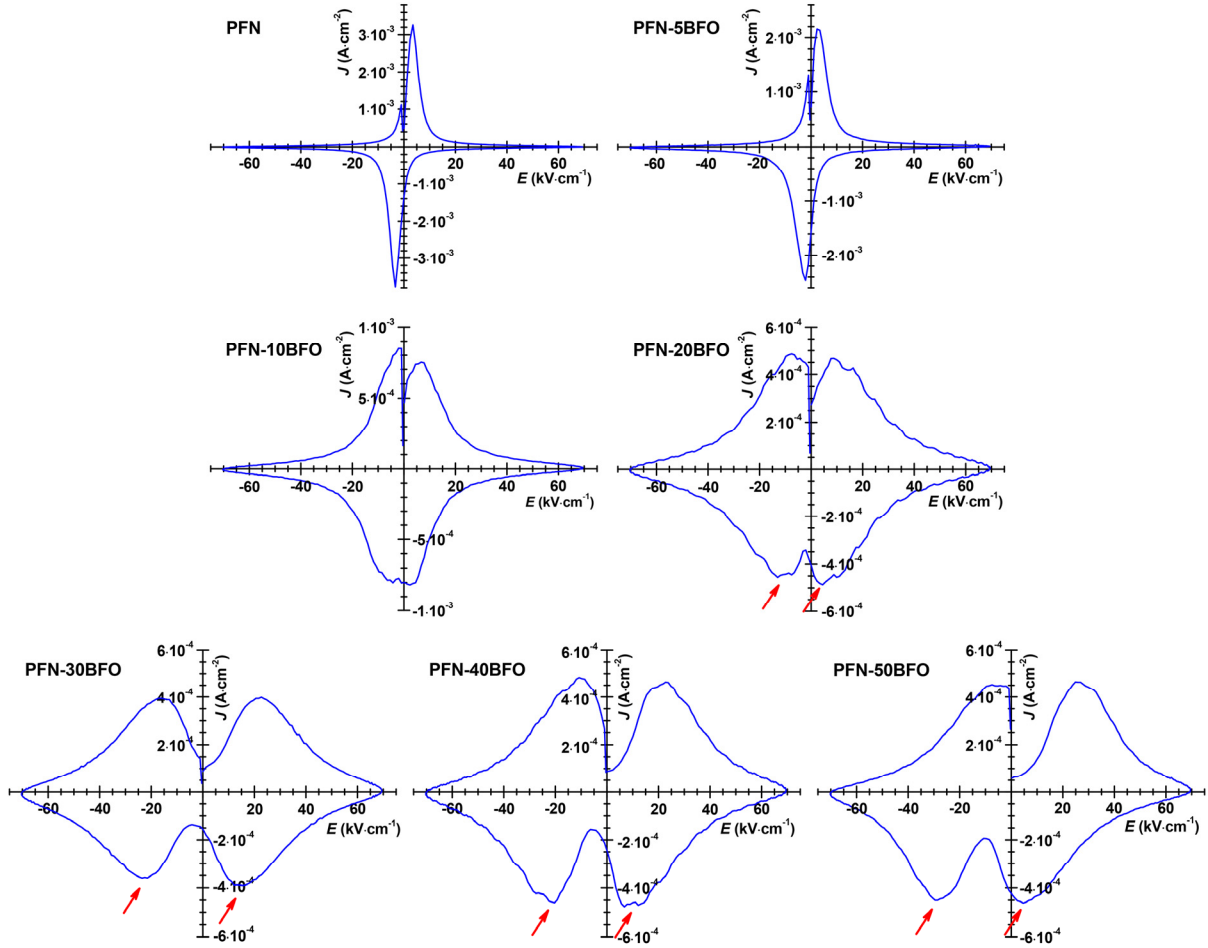 PFN
J (A·cm⁻²)
3·10⁻³
2·10⁻³
1·10⁻³
-60 -40 -20 20 40 60
E (kV·cm⁻¹)
-1·10⁻³
-2·10⁻³
-3·10⁻³
PFN-5BFO
J (A·cm⁻²)
2·10⁻³
1·10⁻³
-60 -40 -20 20 40 60
E (kV·cm⁻¹)
-1·10⁻³
-2·10⁻³
PFN-10BFO
J (A·cm⁻²)
1·10⁻³
5·10⁻⁴
-60 -40 -20 20 40 60
E (kV·cm⁻¹)
-5·10⁻⁴
-1·10⁻³
PFN-20BFO
J (A·cm⁻²)
6·10⁻⁴
4·10⁻⁴
2·10⁻⁴
-60 -40 -20 20 40 60
E (kV·cm⁻¹)
-2·10⁻⁴
-4·10⁻⁴
-6·10⁻⁴
PFN-30BFO
J (A·cm⁻²)
6·10⁻⁴
4·10⁻⁴
2·10⁻⁴
-60 -40 -20 20 40 60
E (kV·cm⁻¹)
-2·10⁻⁴
-4·10⁻⁴
-6·10⁻⁴
PFN-40BFO
J (A·cm⁻²)
6·10⁻⁴
4·10⁻⁴
2·10⁻⁴
-60 -40 -20 20 40 60
E (kV·cm⁻¹)
-2·10⁻⁴
-4·10⁻⁴
-6·10⁻⁴
PFN-50BFO
J (A·cm⁻²)
6·10⁻⁴
4·10⁻⁴
2·10⁻⁴
-60 -40 -20 20 40 60
E (kV·cm⁻¹)
-2·10⁻⁴
-4·10⁻⁴
-6·10⁻⁴